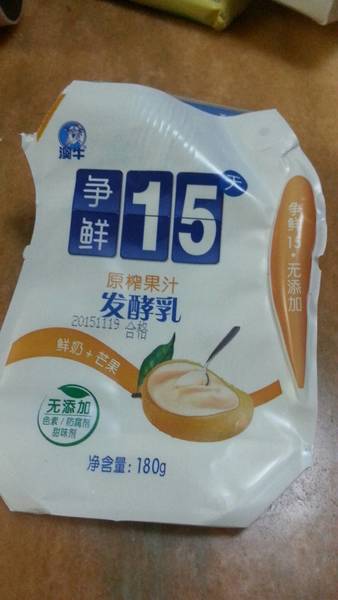 澳牛
争鲜
15
天
争鲜15·无添加
原榨果汁
发酵乳
20151119 合格
鲜奶+芒果
无添加
色素/防腐剂
甜味剂
净含量:180g